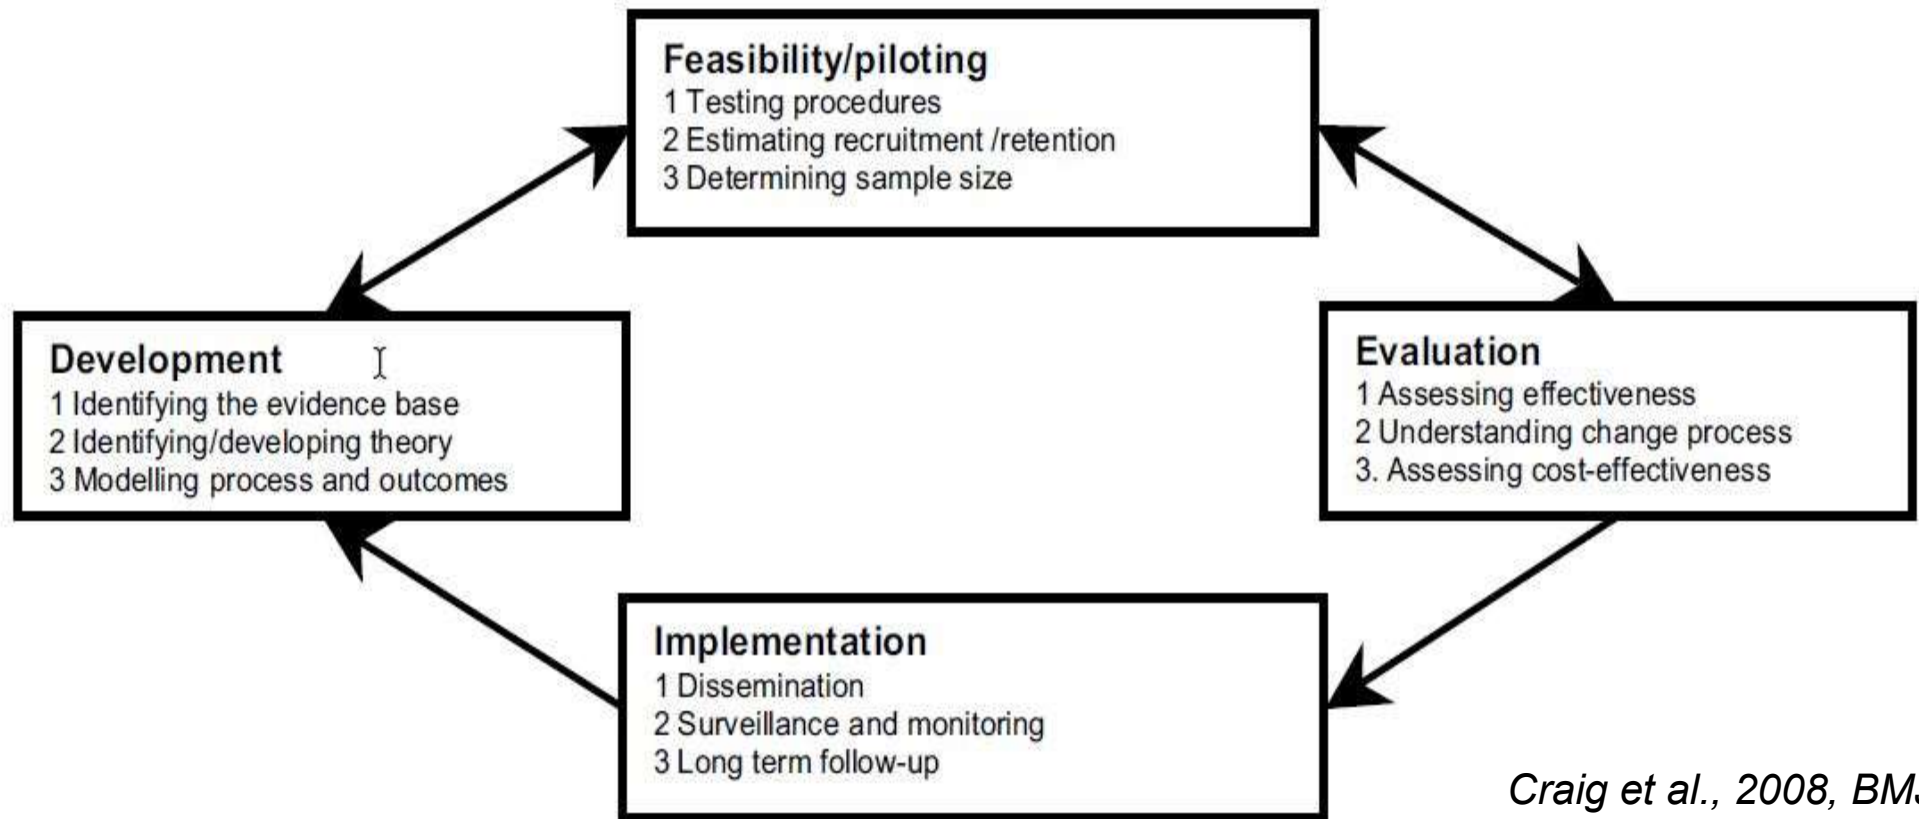 Feasibility/piloting
1 Testing procedures
2 Estimating recruitment /retention
3 Determining sample size
Development
1 Identifying the evidence base
2 Identifying/developing theory
3 Modelling process and outcomes
Evaluation
1 Assessing effectiveness
2 Understanding change process
3. Assessing cost-effectiveness
Implementation
1 Dissemination
2 Surveillance and monitoring
3 Long term follow-up
Craig et al., 2008, BMJ